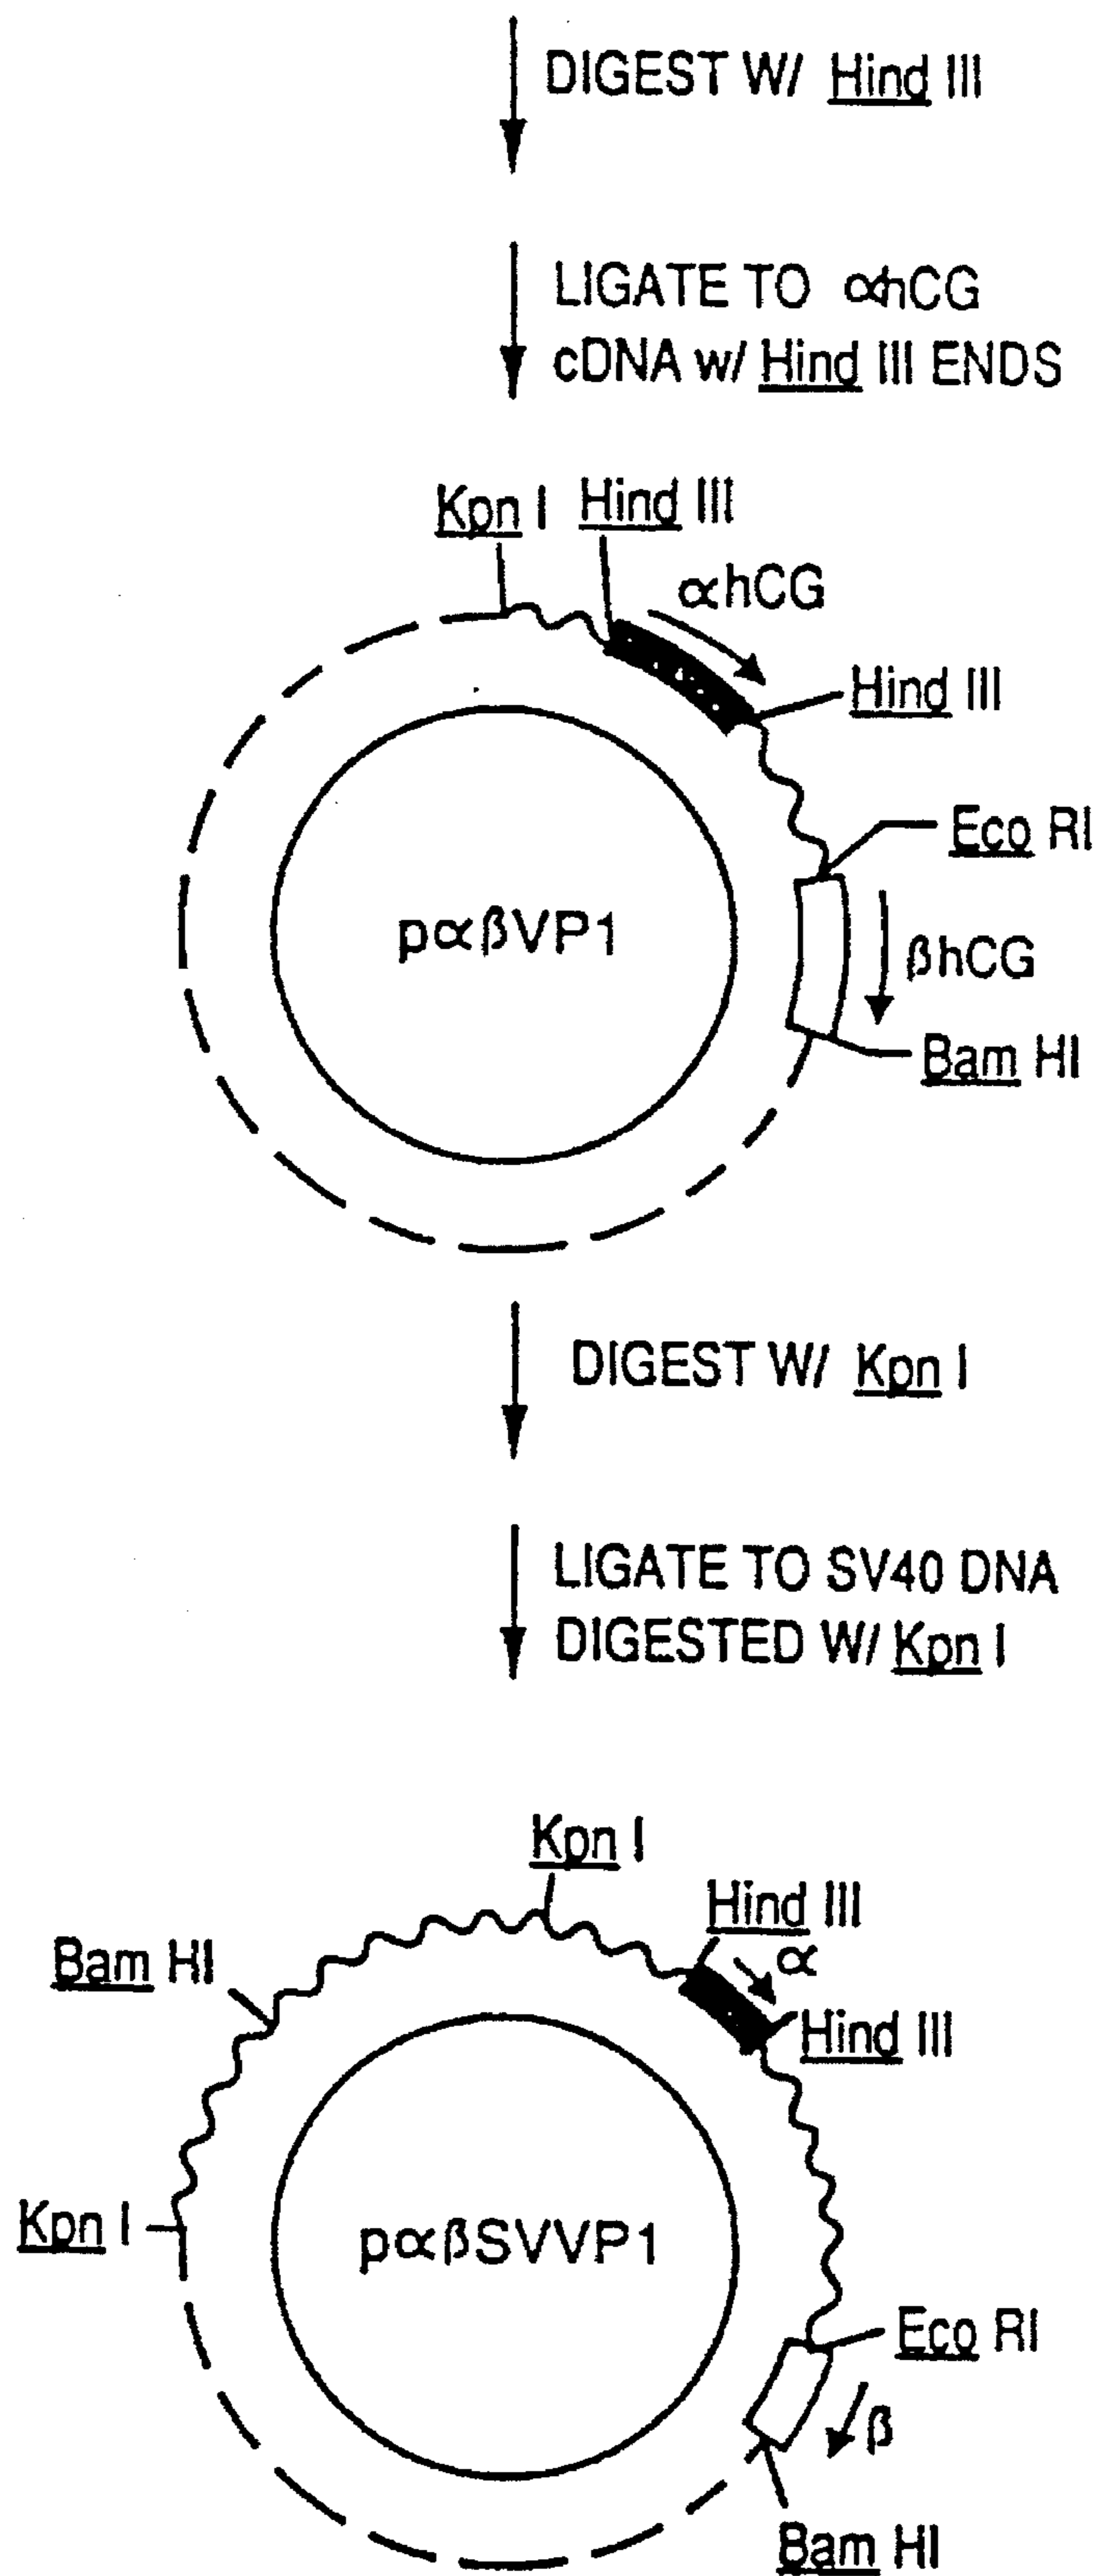 DIGEST W/ Hind III
LIGATE TO αhCG
cDNA w/ Hind III ENDS
Kpn I
Hind III
αhCG
Hind III
Eco RI
pαβVP1
βhCG
Bam HI
DIGEST W/ Kpn I
LIGATE TO SV40 DNA
DIGESTED W/ Kpn I
Kpn I
Hind III
α
Bam HI
Hind III
Kpn I
pαβSVVP1
Eco RI
β
Bam HI